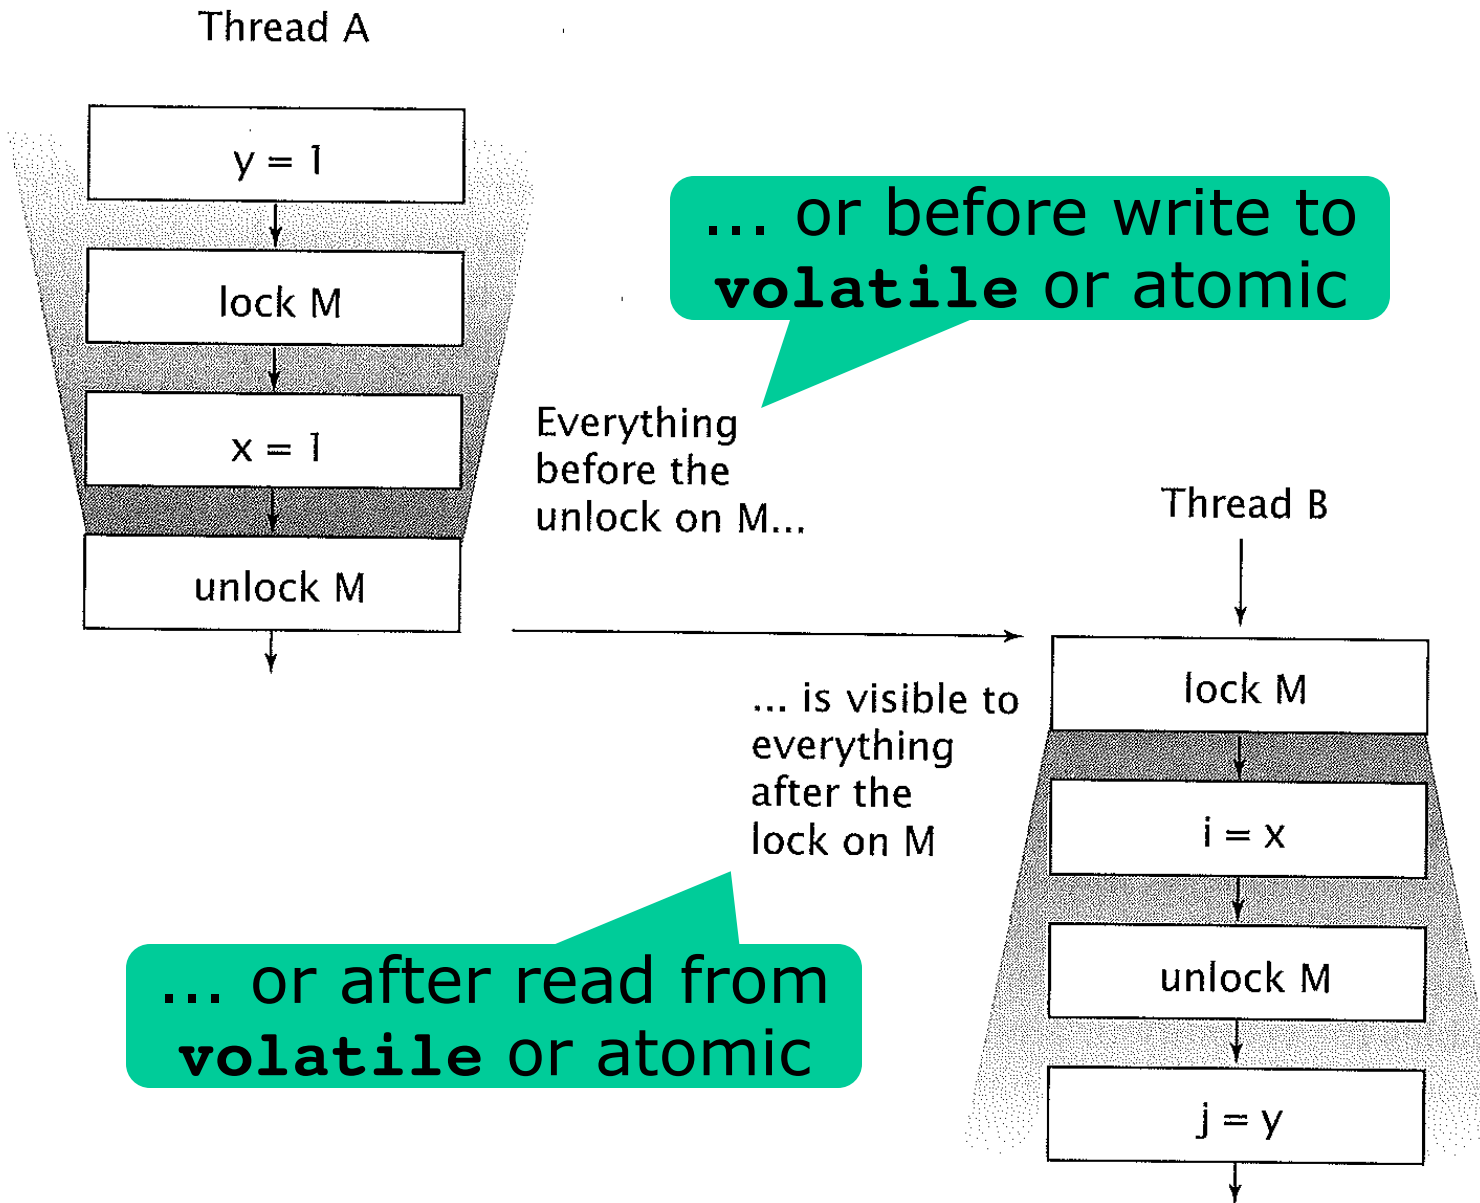 Thread A
y = 1
lock M
x = 1
unlock M
... or before write to
volatile or atomic
Everything
before the
unlock on M...
Thread B
... is visible to
everything
after the
lock on M
... or after read from
volatile or atomic
lock M
i = x
unlock M
j = y